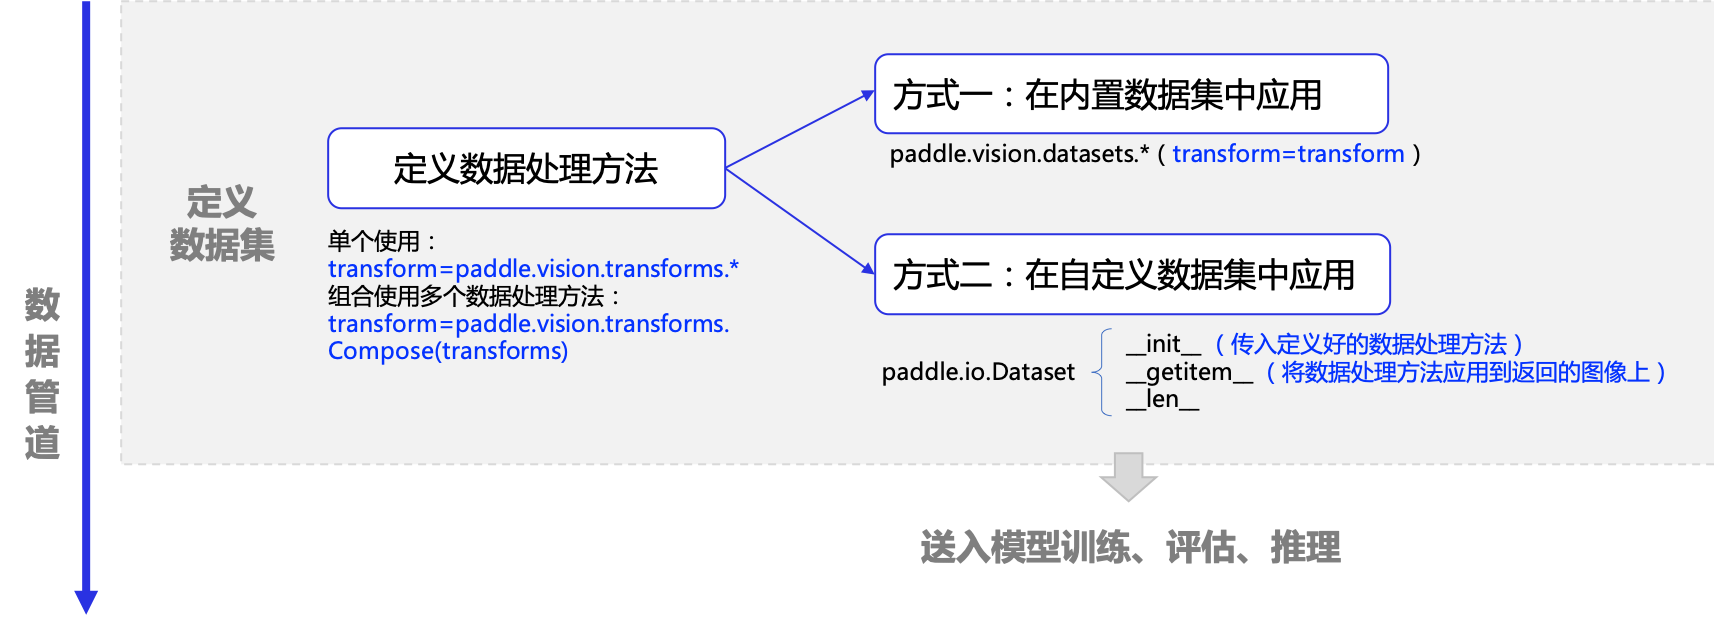 数据管道
定义
数据集
定义数据处理方法
单个使用：
transform=paddle.vision.transforms.*
组合使用多个数据处理方法：
transform=paddle.vision.transforms.
Compose(transforms)
方式一：在内置数据集中应用
paddle.vision.datasets.*（transform=transform）
方式二：在自定义数据集中应用
paddle.io.Dataset
__init__（传入定义好的数据处理方法）
__getitem__（将数据处理方法应用到返回的图像上）
__len__
送入模型训练、评估、推理